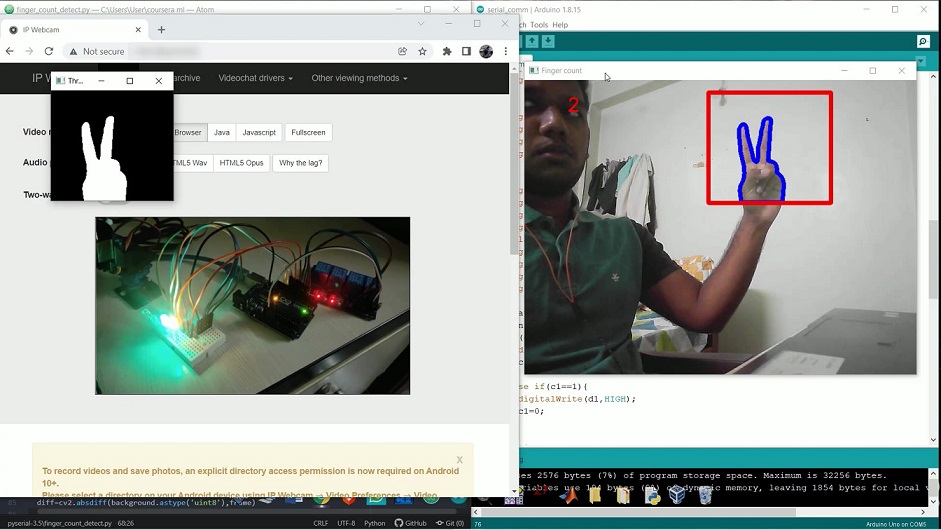 finger_count_detect.py — C:\Users\User\coursera ml — Atom
serial_comm | Arduino 1.8.15
IP Webcam
Tools Help
Not secure
Finger count
IP W
Thr...
archive
Videochat drivers
Other viewing methods
2
Video
Browser
Java
Javascript
Fullscreen
Audio
HTML5 Opus
Why the lag?
Two-wa
se if(c1==1){
digitalWrite(d1,HIGH);
c1=0;
x
To record videos and save photos, an explicit directory access permission is now required on Android
10+.
Please select a directory on your Android device using IP Webcam → Video Preferences → Video
es 2576 bytes (7%) of program storage space. Maximum is 32256 bytes.
bytes (9%) of dynamic memory, leaving 1854 bytes for local v
85
diff=cv2.absdiff(background.astype('uint8'),frame)
pyserial-3.5\finger_count_detect.py 68:26
CRLF UTF-8 Python GitHub Git (0)
76
Arduino Uno on COM5